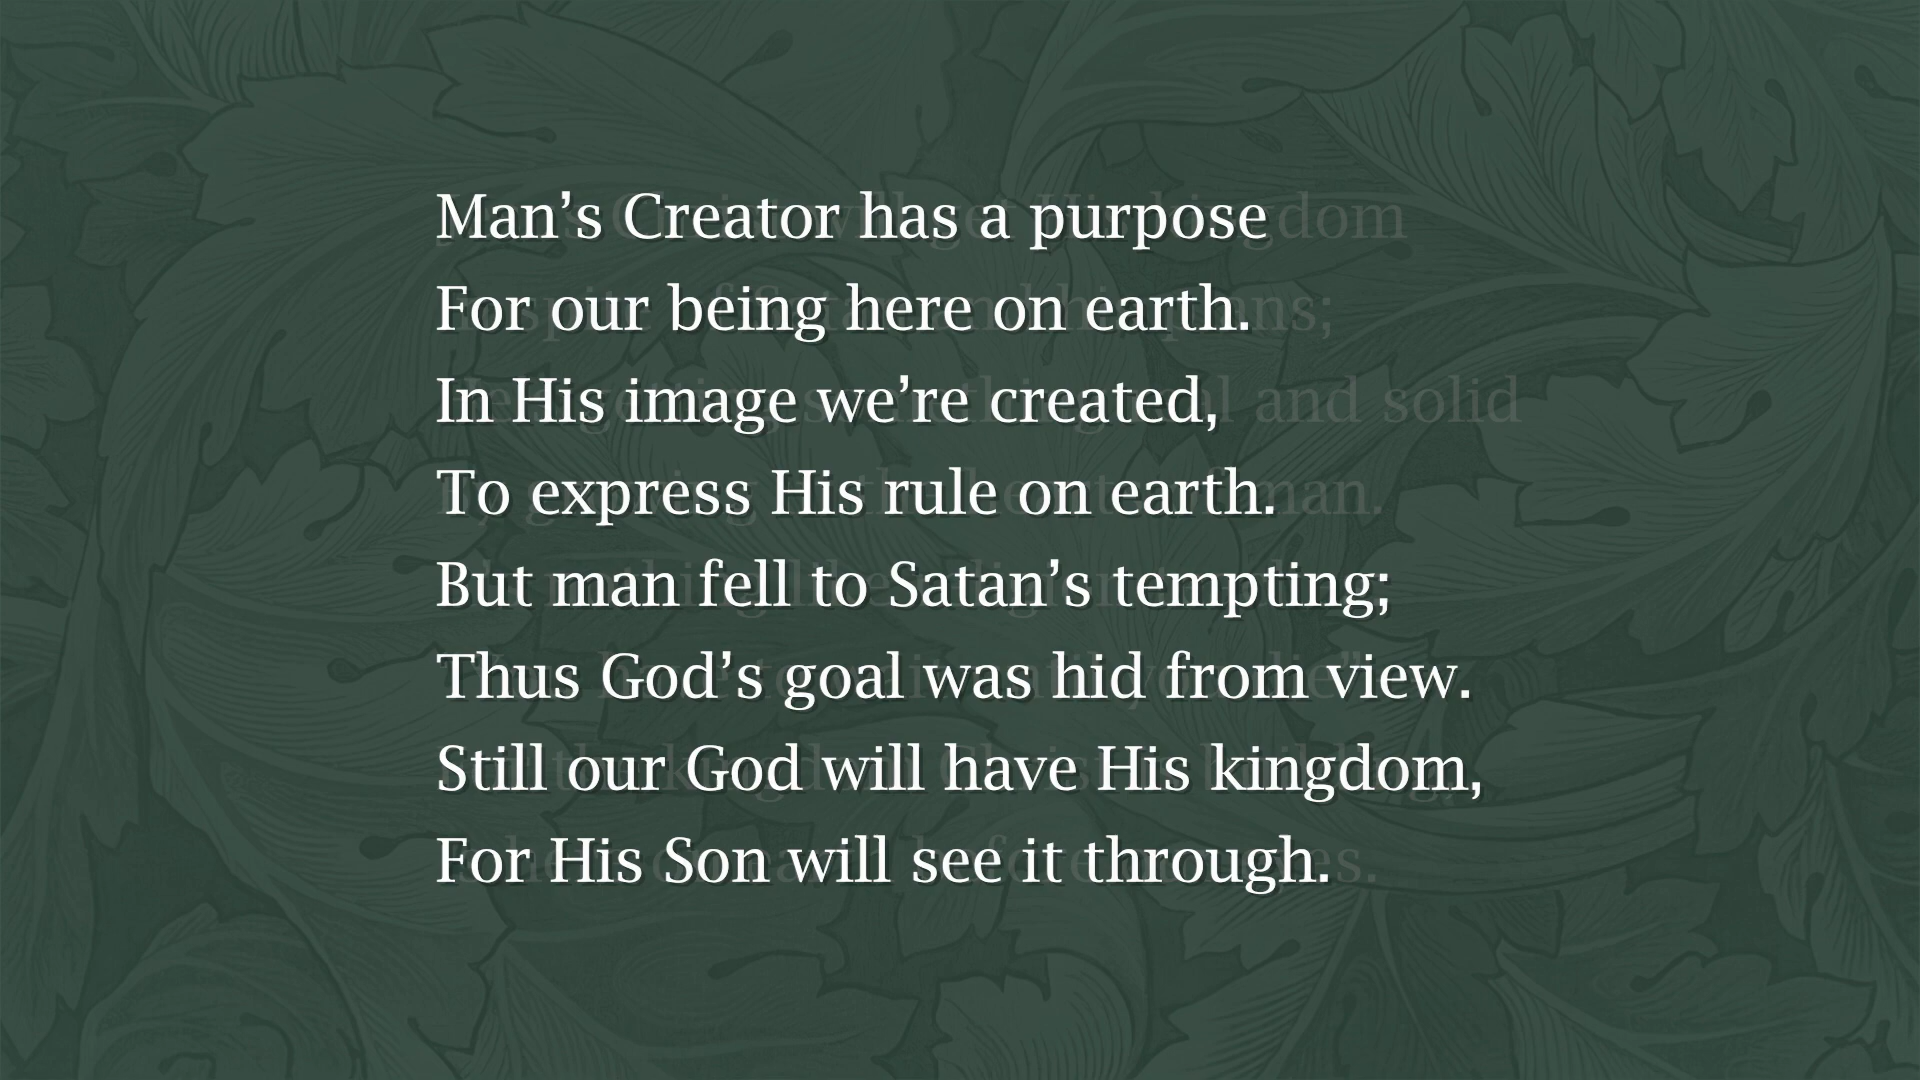 Man’s Creator has a purpose
For our being here on earth.
In His image we’re created,
To express His rule on earth.
But man fell to Satan’s tempting;
Thus God’s goal was hid from view.
Still our God will have His kingdom,
For His Son will see it through.